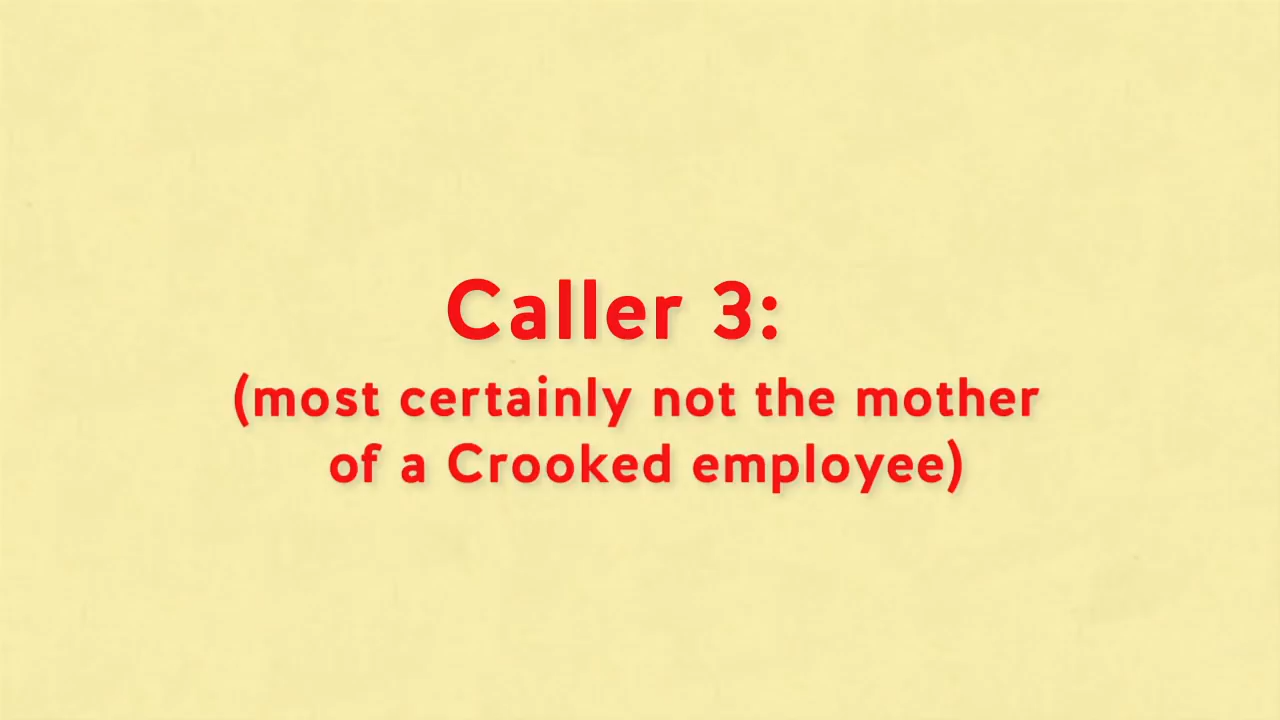 Caller 3:
(most certainly not the mother
of a Crooked employee)